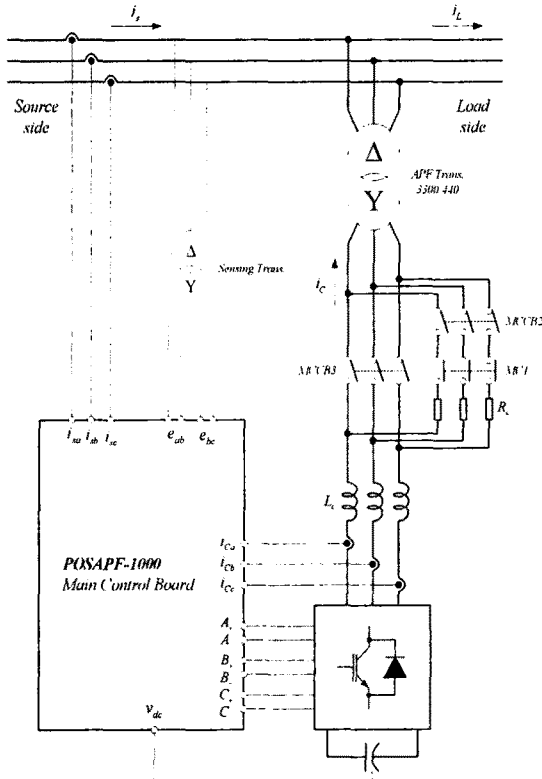 i_s
i_L
Source
side
Load
side
Δ
Y
APF Trans.
3300/440
Δ
Y
Sensing Trans.
i_C
MCCB2
MCCB3
MC1
i_sa i_sb i_sc e_ab e_bc
L_c
POSAPF-1000
Main Control Board
i_Ca
i_Cb
i_Cc
A+
A-
B+
B-
C+
C-
v_dc